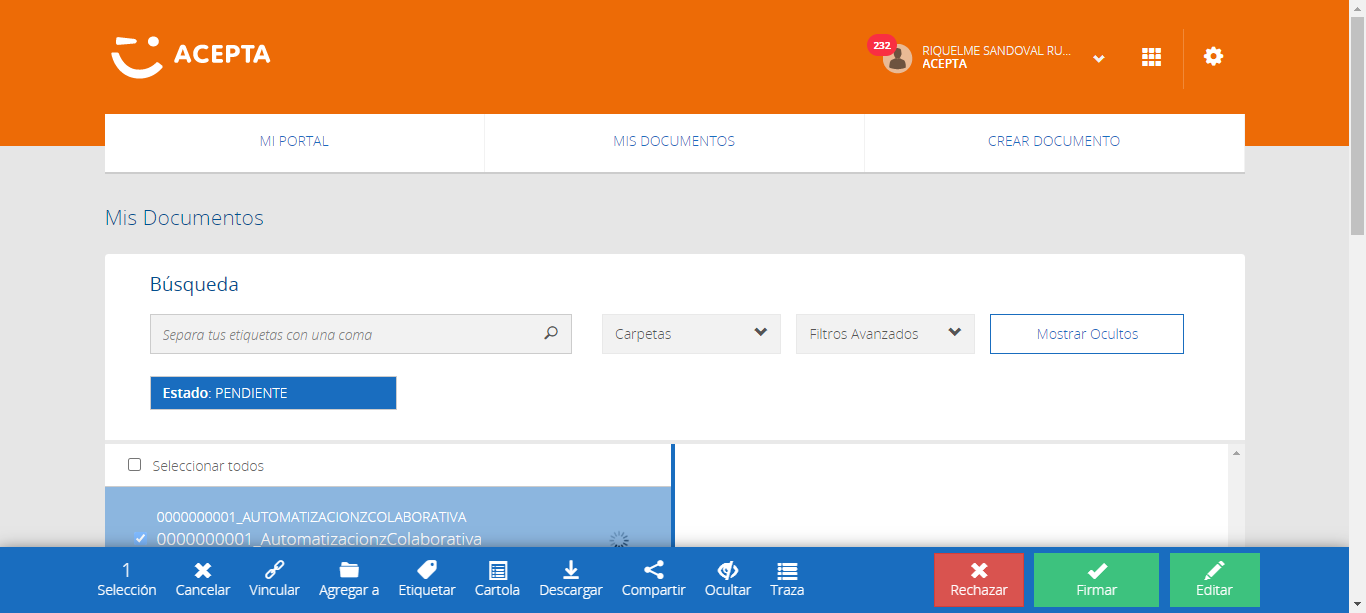 ACEPTA
232
RIQUELME SANDOVAL RU...
ACEPTA
MI PORTAL
MIS DOCUMENTOS
CREAR DOCUMENTO
Mis Documentos
Búsqueda
Separa tus etiquetas con una coma
Carpetas
Filtros Avanzados
Mostrar Ocultos
Estado: PENDIENTE
Seleccionar todos
0000000001_AUTOMATIZACIONZCOLABORATIVA
0000000001_AutomatizacionzColaborativa
1
Selección
Cancelar
Vincular
Agregar a
Etiquetar
Cartola
Descargar
Compartir
Ocultar
Traza
Rechazar
Firmar
Editar